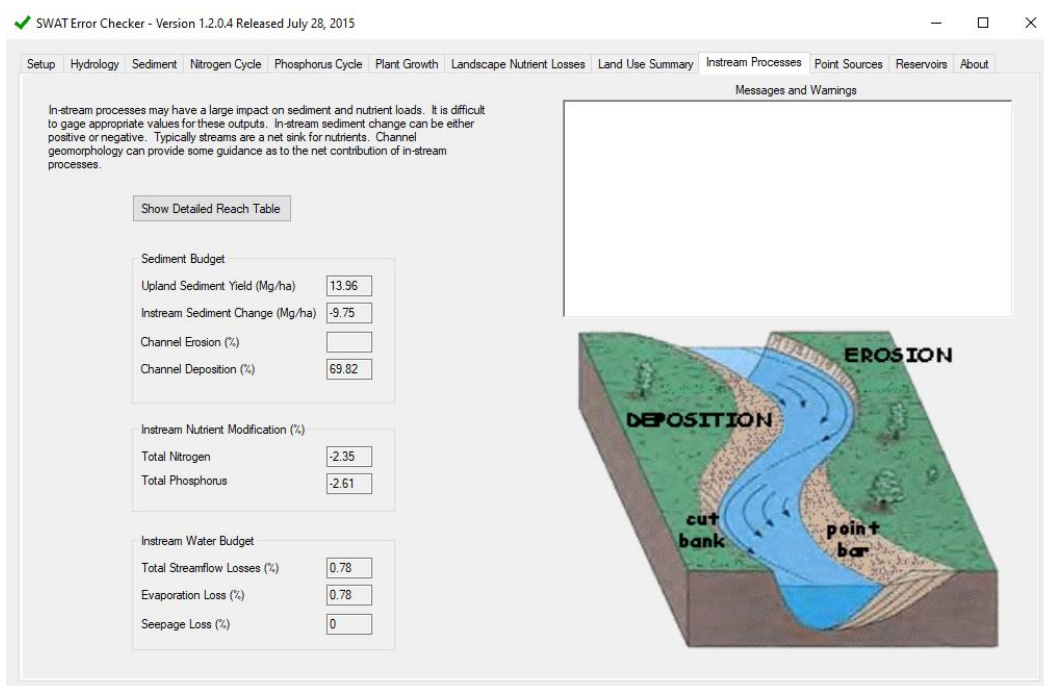 SWAT Error Checker - Version 1.2.0.4 Released July 28, 2015
Setup Hydrology Sediment Nitrogen Cycle Phosphorus Cycle Plant Growth Landscape Nutrient Losses Land Use Summary Instream Processes Point Sources Reservoirs About
Messages and Warnings
In-stream processes may have a large impact on sediment and nutrient loads. It is difficult
to gage appropriate values for these outputs. In-stream sediment change can be either
positive or negative. Typically streams are a net sink for nutrients. Channel
geomorphology can provide some guidance as to the net contribution of in-stream
processes.
Show Detailed Reach Table
Sediment Budget
Upland Sediment Yield (Mg/ha) 13.96
Instream Sediment Change (Mg/ha) -9.75
Channel Erosion (%)
Channel Deposition (%) 69.82
Instream Nutrient Modification (%)
Total Nitrogen -2.35
Total Phosphorus -2.61
Instream Water Budget
Total Streamflow Losses (%) 0.78
Evaporation Loss (%) 0.78
Seepage Loss (%) 0
EROSION
DEPOSITION
cut
bank
point
bar